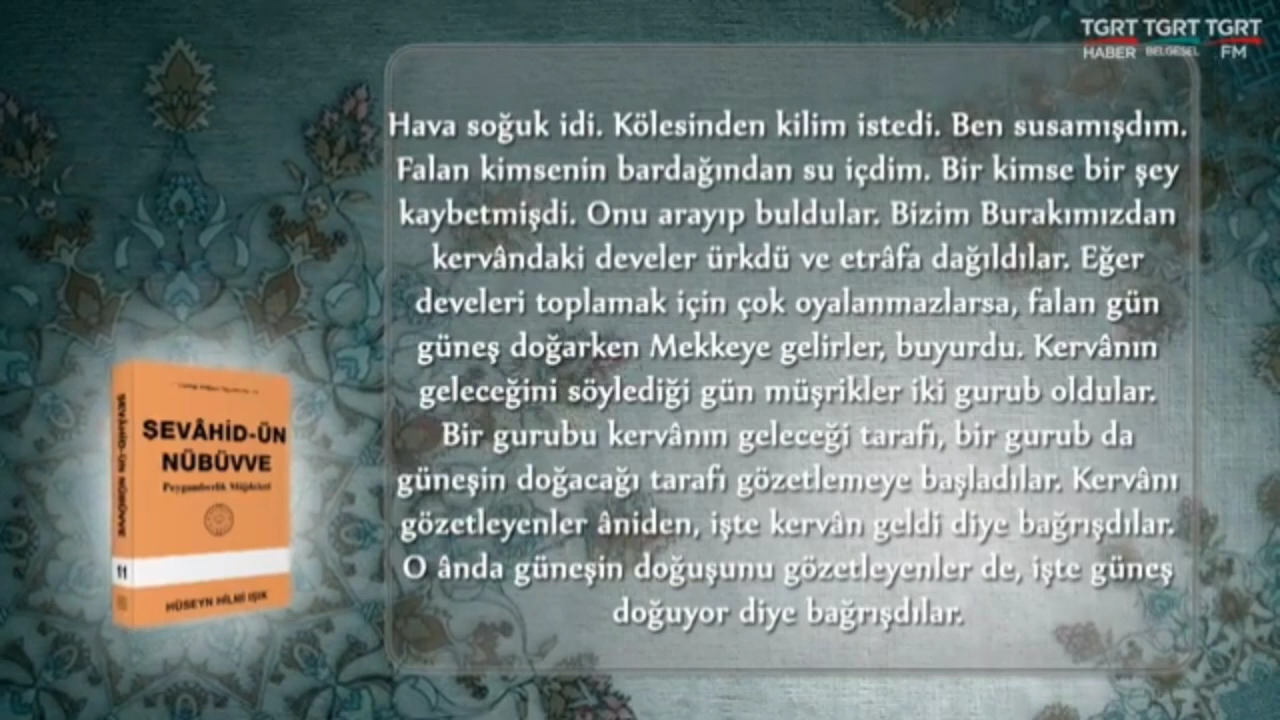 TGRT TGRT TGRT
HABER BELGESEL FM
Hava soğuk idi. Kölesinden kilim istedi. Ben susamışdım.
Falan kimsenin bardağından su içdim. Bir kimse bir şey
kaybetmişdi. Onu arayıp buldular. Bizim Burakımızdan
kervândaki develer ürkdü ve etrâfa dağıldılar. Eğer
develeri toplamak için çok oyalanmazlarsa, falan gün
güneş doğarken Mekkeye gelirler, buyurdu. Kervânın
geleceğini söylediği gün müşrikler iki gurub oldular.
Bir gurubu kervânın geleceği tarafı, bir gurub da
güneşin doğacağı tarafı gözetlemeye başladılar. Kervânı
gözetleyenler âniden, işte kervân geldi diye bağrışdılar.
O ânda güneşin doğuşunu gözetleyenler de, işte güneş
doğuyor diye bağrışdılar.
ŞEVÂHİD-ÜN
NÜBÜVVE
Peygamberlik Müjdeleri
HÜSEYN HİLMİ IŞIK
ŞEVÂHİD-ÜN NÜBÜVVE
11